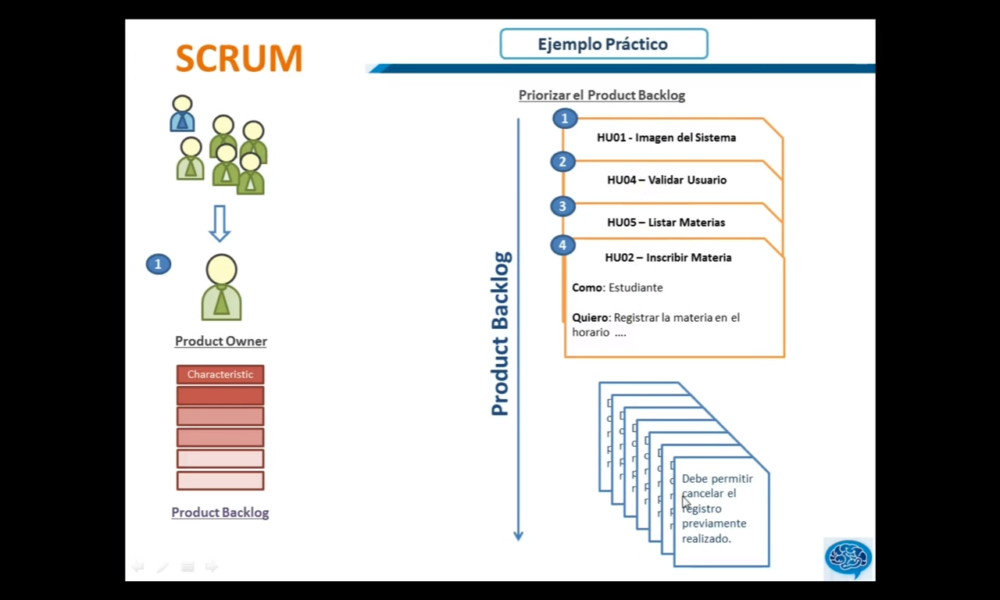 SCRUM
Ejemplo Práctico
1
Product Owner
Characteristic
Product Backlog
Priorizar el Product Backlog
Product Backlog
1
HU01 - Imagen del Sistema
2
HU04 – Validar Usuario
3
HU05 – Listar Materias
4
HU02 – Inscribir Materia
Como: Estudiante
Quiero: Registrar la materia en el
horario ....
Debe permitir
cancelar el
registro
previamente
realizado.